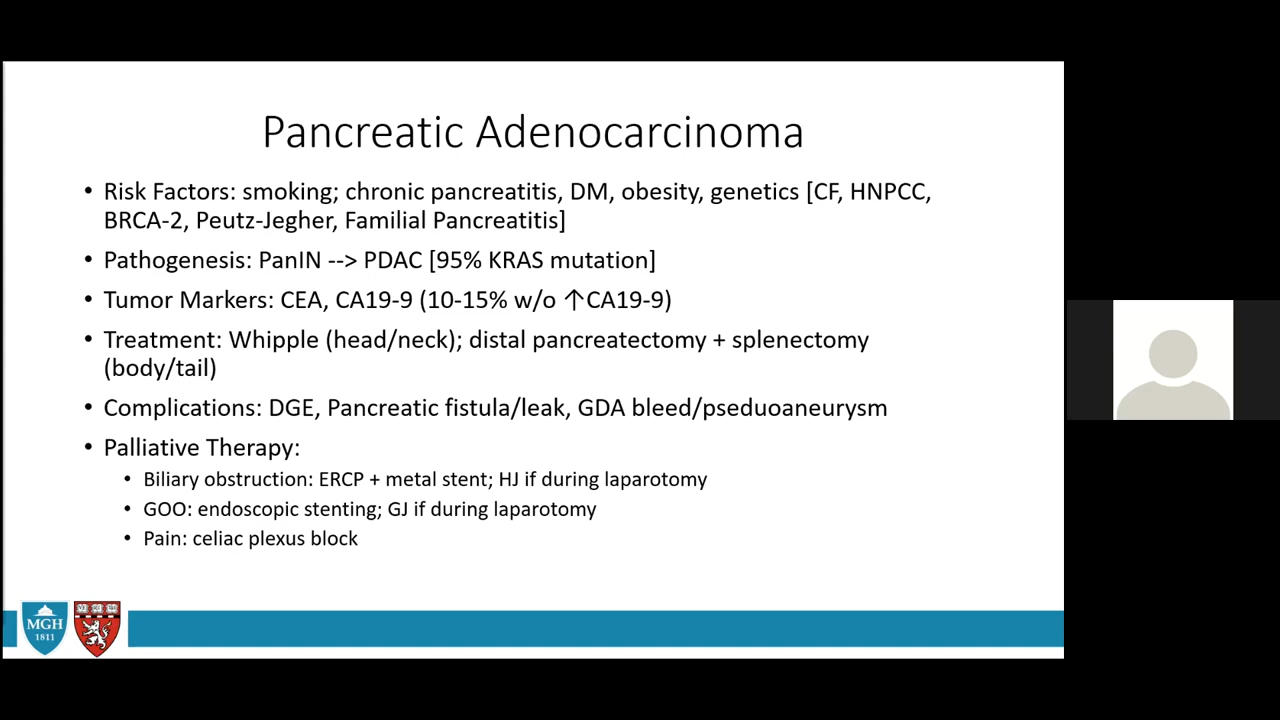 Pancreatic Adenocarcinoma
• Risk Factors: smoking; chronic pancreatitis, DM, obesity, genetics [CF, HNPCC,
BRCA-2, Peutz-Jegher, Familial Pancreatitis]
• Pathogenesis: PanIN --> PDAC [95% KRAS mutation]
• Tumor Markers: CEA, CA19-9 (10-15% w/o ↑CA19-9)
• Treatment: Whipple (head/neck); distal pancreatectomy + splenectomy
(body/tail)
• Complications: DGE, Pancreatic fistula/leak, GDA bleed/pseduoaneurysm
• Palliative Therapy:
• Biliary obstruction: ERCP + metal stent; HJ if during laparotomy
• GOO: endoscopic stenting; GJ if during laparotomy
• Pain: celiac plexus block
MGH
1811